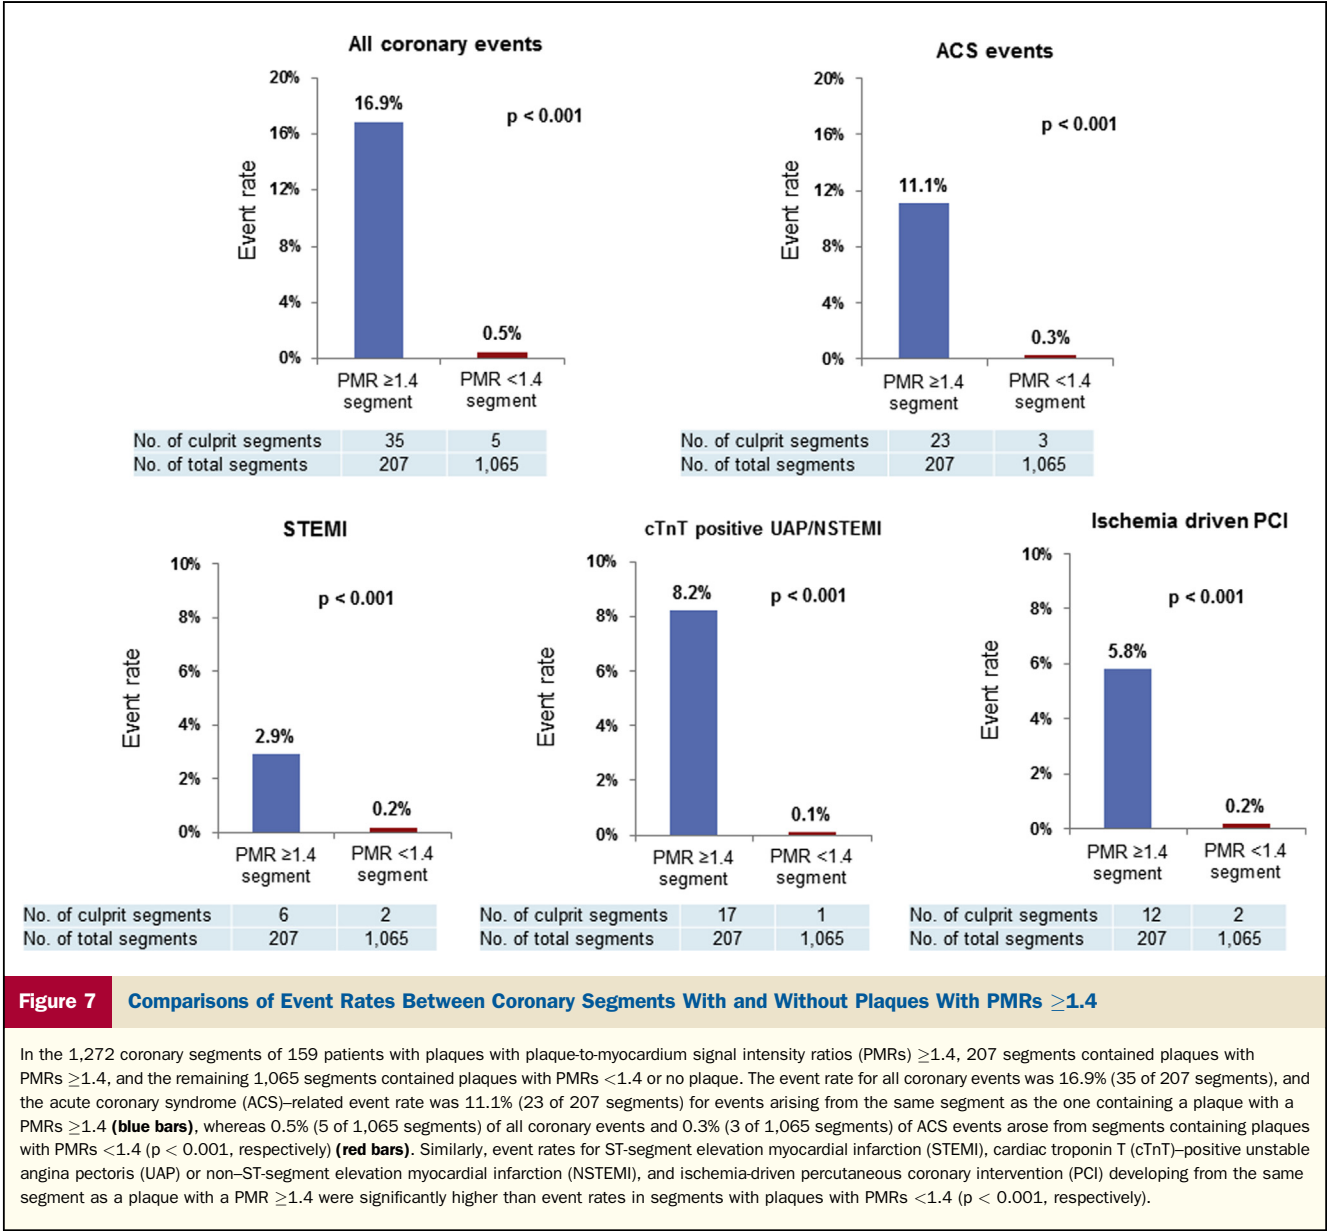 All coronary events
20%
16%
12%
8%
4%
0%
Event rate
16.9%
0.5%
p < 0.001
PMR ≥1.4 segment
PMR <1.4 segment
No. of culprit segments 35 5
No. of total segments 207 1,065
ACS events
20%
16%
12%
8%
4%
0%
Event rate
11.1%
0.3%
p < 0.001
PMR ≥1.4 segment
PMR <1.4 segment
No. of culprit segments 23 3
No. of total segments 207 1,065
STEMI
10%
8%
6%
4%
2%
0%
Event rate
2.9%
0.2%
p < 0.001
PMR ≥1.4 segment
PMR <1.4 segment
No. of culprit segments 6 2
No. of total segments 207 1,065
cTnT positive UAP/NSTEMI
10%
8%
6%
4%
2%
0%
Event rate
8.2%
0.1%
p < 0.001
PMR ≥1.4 segment
PMR <1.4 segment
No. of culprit segments 17 1
No. of total segments 207 1,065
Ischemia driven PCI
10%
8%
6%
4%
2%
0%
Event rate
5.8%
0.2%
p < 0.001
PMR ≥1.4 segment
PMR <1.4 segment
No. of culprit segments 12 2
No. of total segments 207 1,065
Figure 7 Comparisons of Event Rates Between Coronary Segments With and Without Plaques With PMRs ≥1.4
In the 1,272 coronary segments of 159 patients with plaques with plaque-to-myocardium signal intensity ratios (PMRs) ≥1.4, 207 segments contained plaques with
PMRs ≥1.4, and the remaining 1,065 segments contained plaques with PMRs <1.4 or no plaque. The event rate for all coronary events was 16.9% (35 of 207 segments), and
the acute coronary syndrome (ACS)–related event rate was 11.1% (23 of 207 segments) for events arising from the same segment as the one containing a plaque with a
PMRs ≥1.4 (blue bars), whereas 0.5% (5 of 1,065 segments) of all coronary events and 0.3% (3 of 1,065 segments) of ACS events arose from segments containing plaques
with PMRs <1.4 (p < 0.001, respectively) (red bars). Similarly, event rates for ST-segment elevation myocardial infarction (STEMI), cardiac troponin T (cTnT)–positive unstable
angina pectoris (UAP) or non–ST-segment elevation myocardial infarction (NSTEMI), and ischemia-driven percutaneous coronary intervention (PCI) developing from the same
segment as a plaque with a PMR ≥1.4 were significantly higher than event rates in segments with plaques with PMRs <1.4 (p < 0.001, respectively).